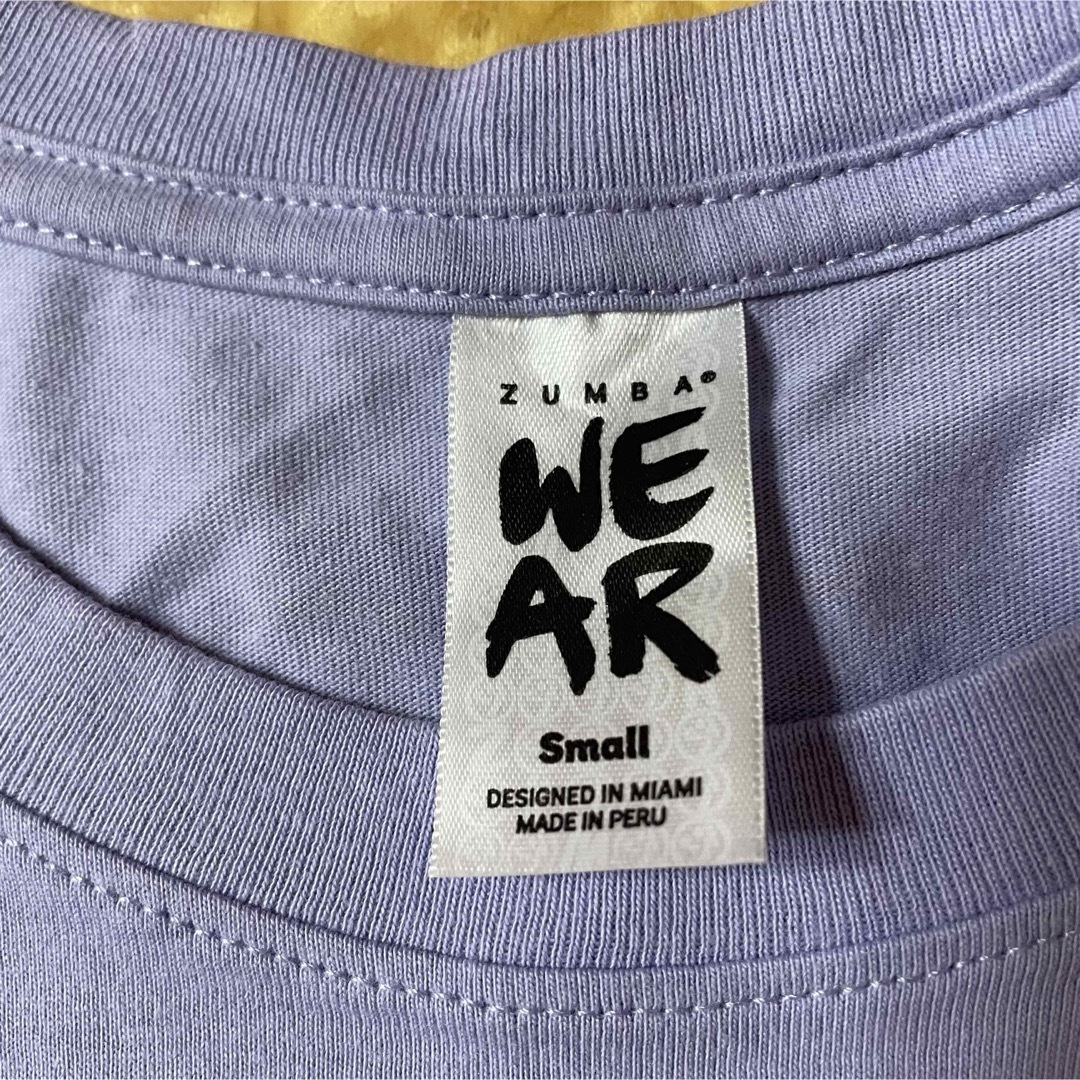 ZUMBA®
WE
AR
Small
DESIGNED IN MIAMI
MADE IN PERU